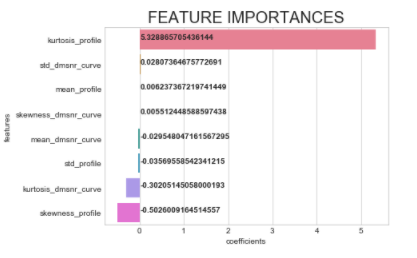 FEATURE IMPORTANCES
kurtosis_profile 5.328865705436144
std_dmsnr_curve 0.02807364675772691
mean_profile 0.006237367219741449
skewness_dmsnr_curve 0.005512448588597438
mean_dmsnr_curve -0.029548047161567295
std_profile -0.03569558542341215
kurtosis_dmsnr_curve -0.30205145058000193
skewness_profile -0.5026009164514557
features
0 1 2 3 4 5
coefficients